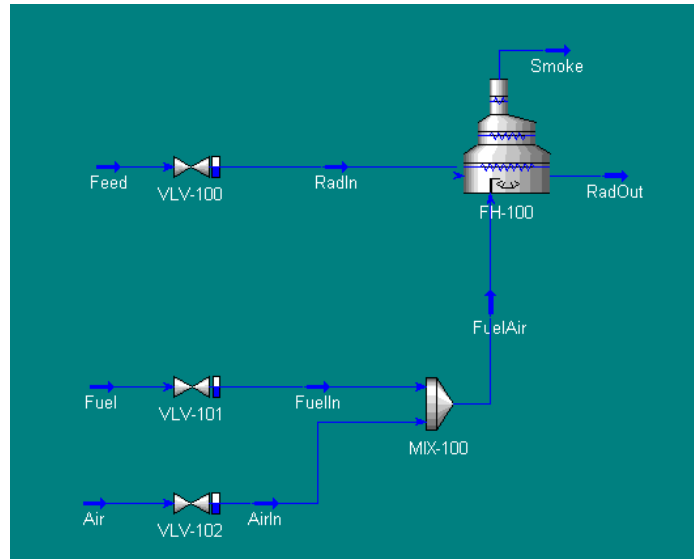 Smoke
Feed
VLV-100
RadIn
FH-100
RadOut
FuelAir
Fuel
VLV-101
FuelIn
MIX-100
Air
VLV-102
AirIn